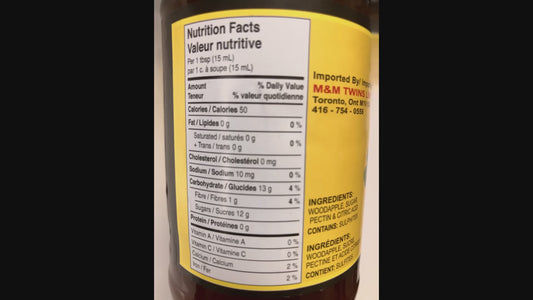 Nutrition Facts
Valeur nutritive
Per 1 tbsp (15 mL)
par 1 c. à soupe (15 mL)
Amount % Daily Value
Teneur % valeur quotidienne
Calories / Calories 50
Fat / Lipides 0 g 0 %
Saturated / saturés 0 g
+ Trans / trans 0 g 0 %
Cholesterol / Cholestérol 0 mg
Sodium / Sodium 10 mg 0 %
Carbohydrate / Glucides 13 g 4 %
Fibre / Fibres 1 g 4 %
Sugars / Sucres 12 g
Protein / Protéines 0 g
Vitamin A / Vitamine A 0 %
Vitamin C / Vitamine C 0 %
Calcium / Calcium 2 %
Iron / Fer 2 %
Imported By/
M&M TWINS
Toronto, Ont
416 - 754 - 0559
INGREDIENTS:
WOODAPPLE, SUGAR,
PECTIN & CITRIC ACID
CONTAINS: SULPHITES
INGRÉDIENTS:
WOODAPPLE, SUCRE,
PECTINE ET ACIDE
CONTIENT: SULFITES